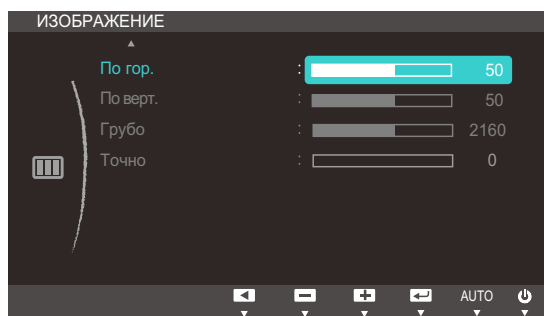 ИЗОБРАЖЕНИЕ
По гор. : 50
По верт. : 50
Грубо : 2160
Точно : 0
AUTO